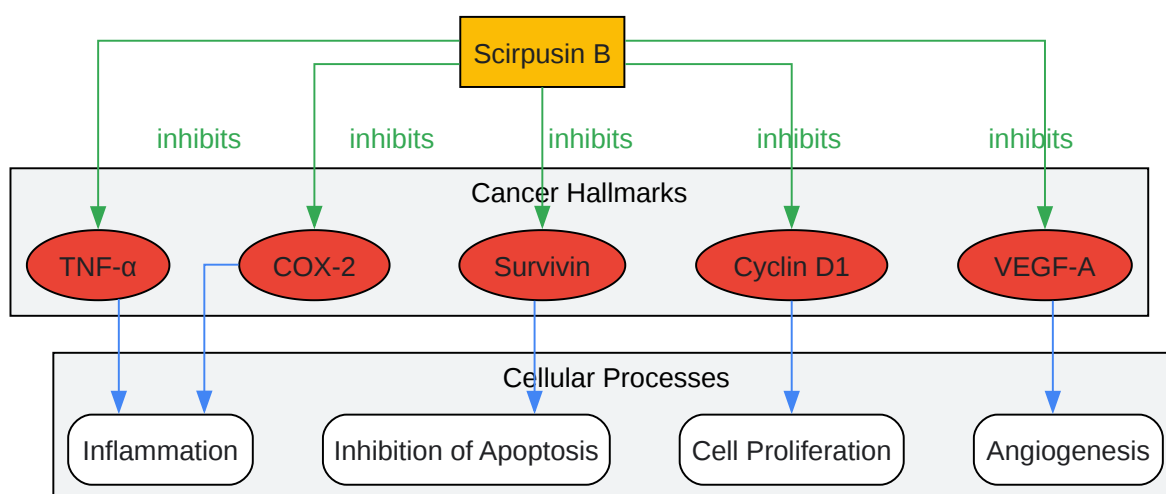 Scirpusin B
inhibits inhibits inhibits inhibits inhibits
Cancer Hallmarks
TNF-α COX-2 Survivin Cyclin D1 VEGF-A
Cellular Processes
Inflammation Inhibition of Apoptosis Cell Proliferation Angiogenesis